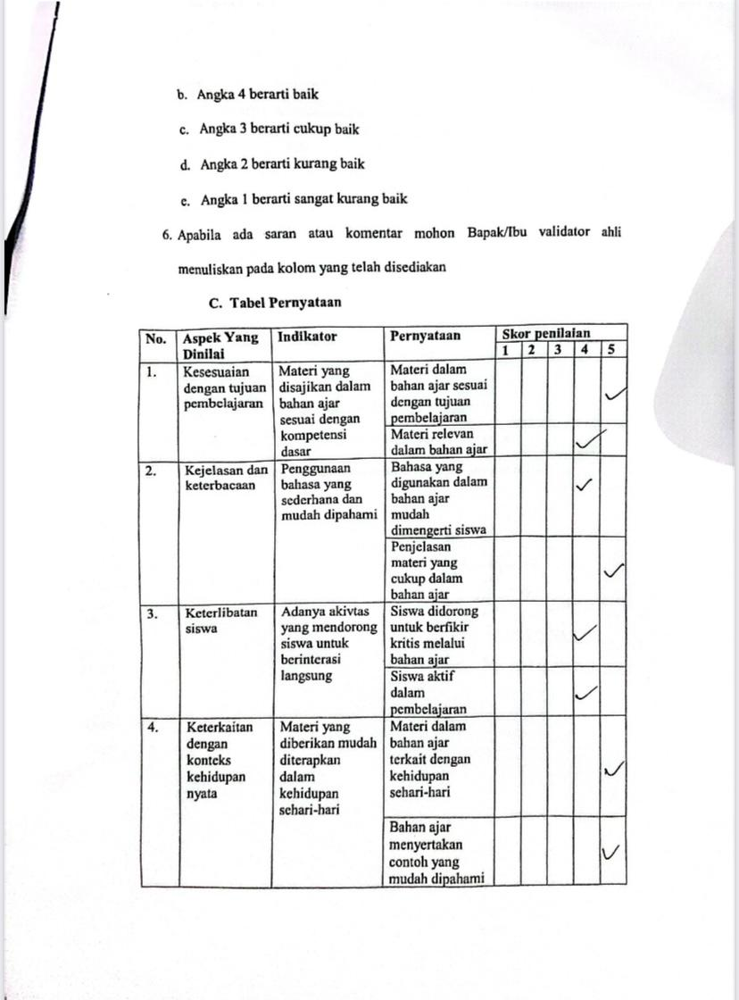 b. Angka 4 berarti baik
c. Angka 3 berarti cukup baik
d. Angka 2 berarti kurang baik
e. Angka 1 berarti sangat kurang baik
6. Apabila ada saran atau komentar mohon Bapak/Ibu validator ahli
menuliskan pada kolom yang telah disediakan
C. Tabel Pernyataan
No. Aspek Yang Dinilai Indikator Pernyataan Skor penilaian
1 2 3 4 5
1. Kesesuaian dengan tujuan pembelajaran
Materi yang disajikan dalam bahan ajar sesuai dengan kompetensi dasar
Materi dalam bahan ajar sesuai dengan tujuan pembelajaran ✓
Materi relevan dalam bahan ajar ✓
2. Kejelasan dan keterbacaan
Penggunaan bahasa yang sederhana dan mudah dipahami
Bahasa yang digunakan dalam bahan ajar mudah dimengerti siswa ✓
Penjelasan materi yang cukup dalam bahan ajar ✓
3. Keterlibatan siswa
Adanya akivtas yang mendorong siswa untuk berinterasi langsung
Siswa didorong untuk berfikir kritis melalui bahan ajar ✓
Siswa aktif dalam pembelajaran ✓
4. Keterkaitan dengan konteks kehidupan nyata
Materi yang diberikan mudah diterapkan dalam kehidupan sehari-hari
Materi dalam bahan ajar terkait dengan kehidupan sehari-hari ✓
Bahan ajar menyertakan contoh yang mudah dipahami ✓